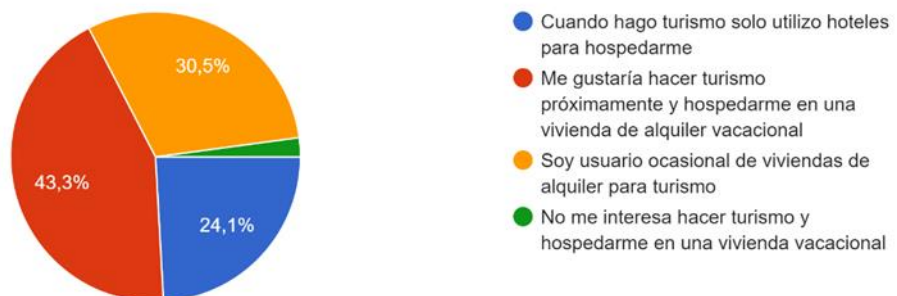 30,5%
43,3%
24,1%
Cuando hago turismo solo utilizo hoteles
para hospedarme
Me gustaría hacer turismo
próximamente y hospedarme en una
vivienda de alquiler vacacional
Soy usuario ocasional de viviendas de
alquiler para turismo
No me interesa hacer turismo y
hospedarme en una vivienda vacacional